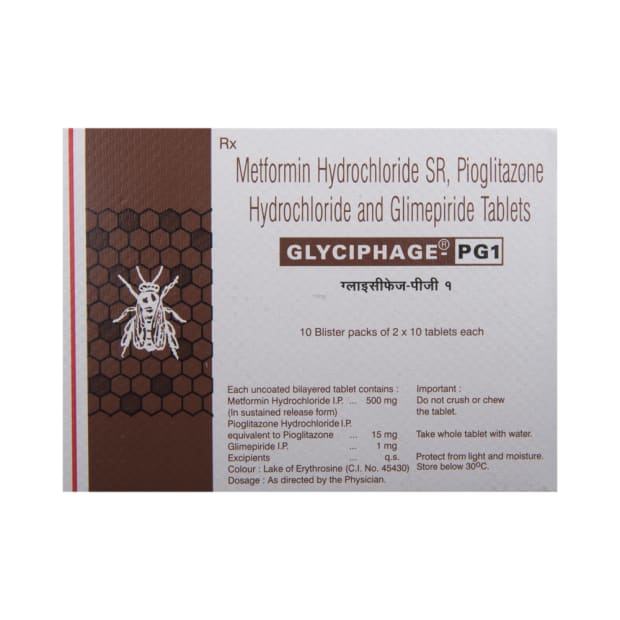 Rx
Metformin Hydrochloride SR, Pioglitazone
Hydrochloride and Glimepiride Tablets
GLYCIPHAGE®- PG1
ग्लाइसीफेज-पीजी १
10 Blister packs of 2 x 10 tablets each
Each uncoated bilayered tablet contains :
Metformin Hydrochloride I.P. ... 500 mg
(In sustained release form)
Pioglitazone Hydrochloride I.P.
equivalent to Pioglitazone ... 15 mg
Glimepiride I.P. ... 1 mg
Excipients ... q.s.
Colour : Lake of Erythrosine (C.I. No. 45430)
Dosage : As directed by the Physician.
Important :
Do not crush or chew
the tablet.
Take whole tablet with water.
Protect from light and moisture.
Store below 30ºC.